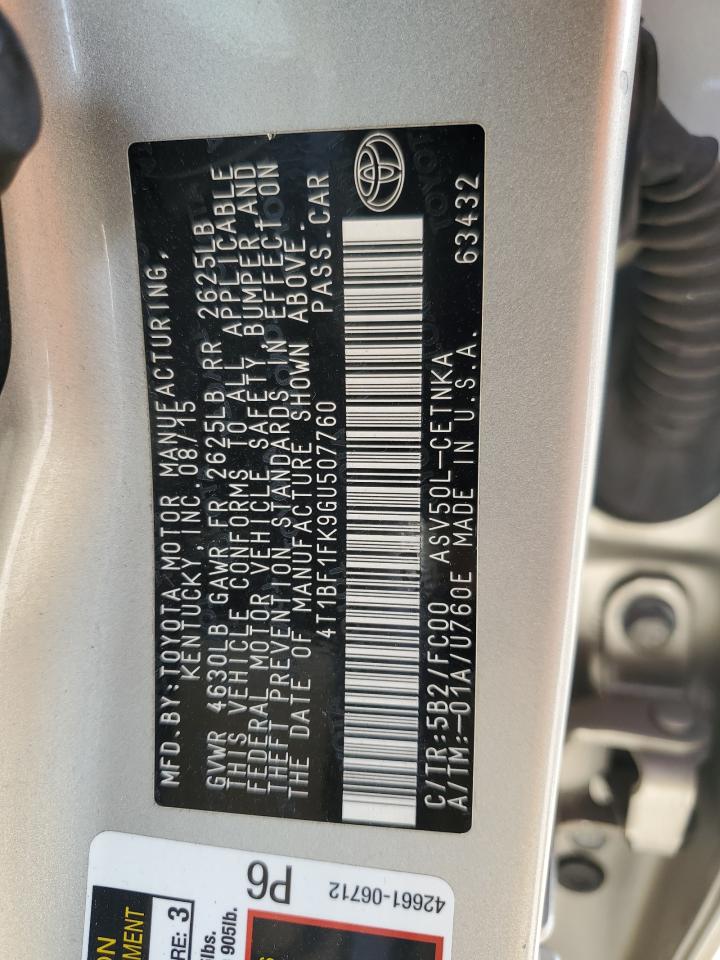 MFD.BY:TOYOTA MOTOR MANUFACTURING,
KENTUCKY, INC. 08/15
GVWR 4630LB GAWR FR 2625LB RR 2625LB
THIS VEHICLE CONFORMS TO ALL APPLICABLE
FEDERAL MOTOR VEHICLE SAFETY, BUMPER,AND
THEFT PREVENTION STANDARDS IN EFFECT ON
THE DATE OF MANUFACTURE SHOWN ABOVE.
4T1BF1FK9GU507760 PASS.CAR
C/TR:5B2/FC00 ASV50L-CETNKA
A/TM:-01A/U760E MADE IN U.S.A. 63432
P6
42661-06712
3
905lb.